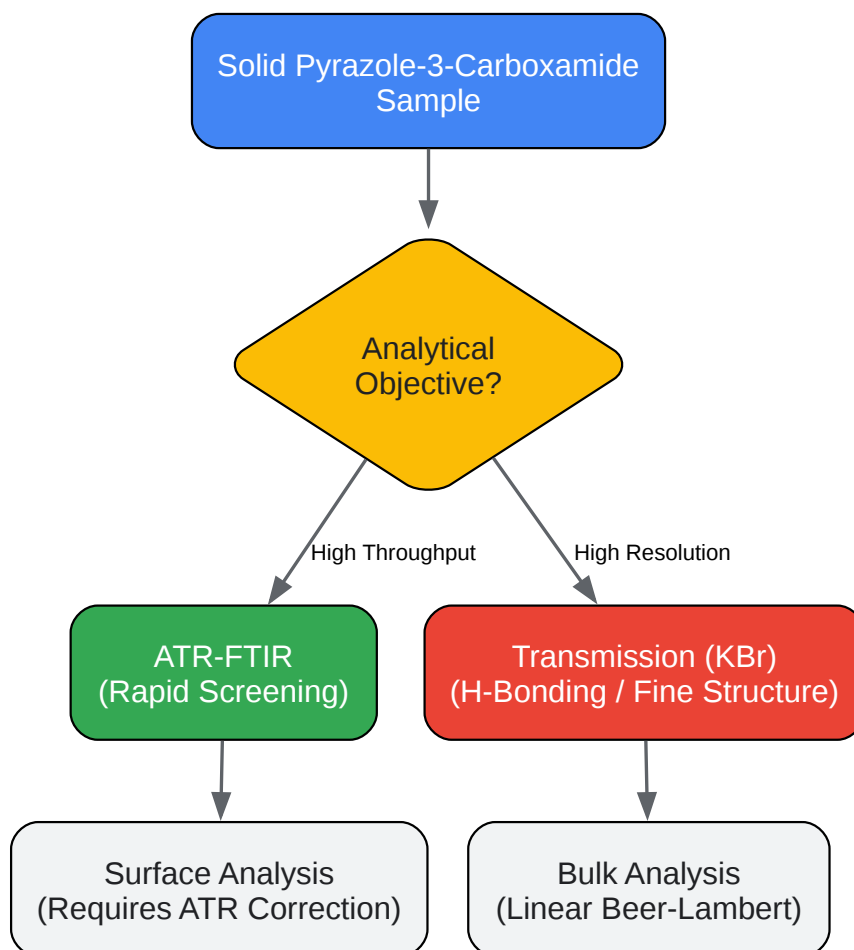 Solid Pyrazole-3-Carboxamide
Sample
Analytical
Objective?
High Throughput
High Resolution
ATR-FTIR
(Rapid Screening)
Transmission (KBr)
(H-Bonding / Fine Structure)
Surface Analysis
(Requires ATR Correction)
Bulk Analysis
(Linear Beer-Lambert)